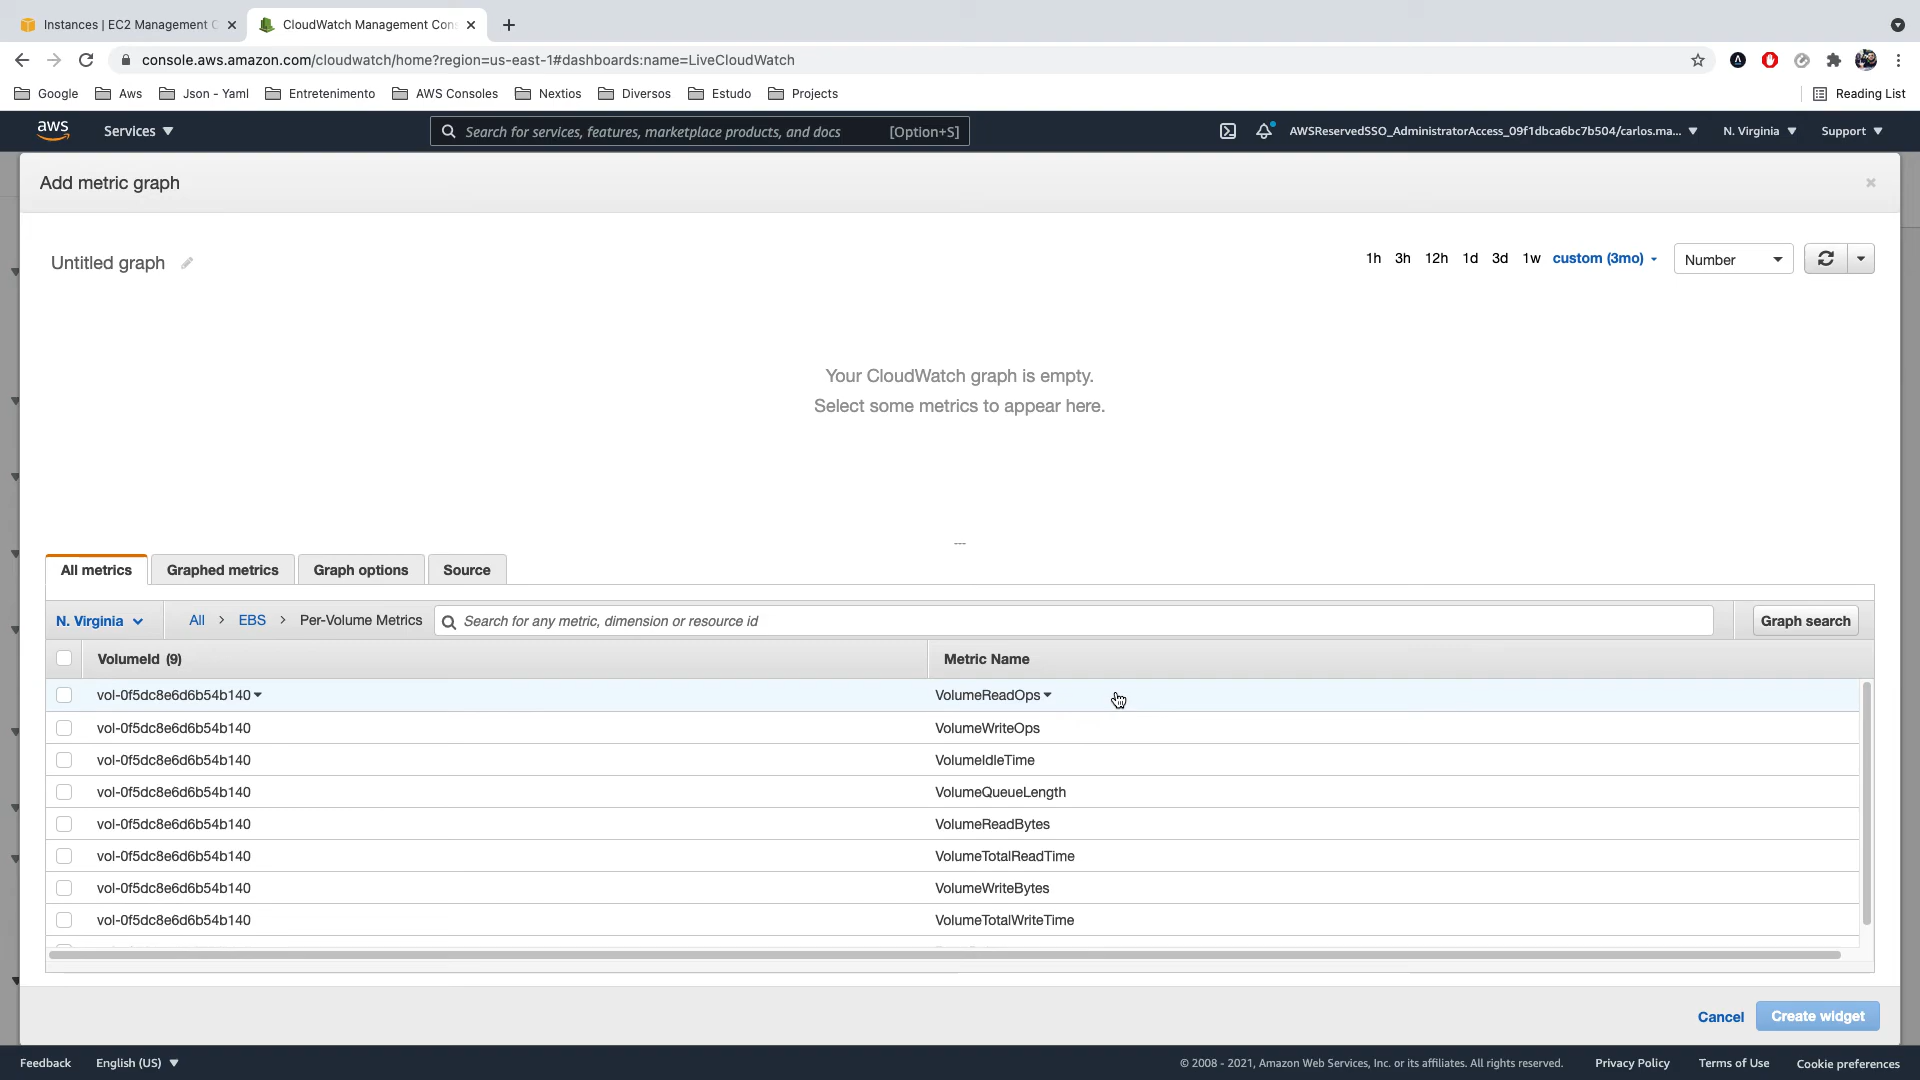 Instances | EC2 Management C
CloudWatch Management Con
console.aws.amazon.com/cloudwatch/home?region=us-east-1#dashboards:name=LiveCloudWatch
Google Aws Json - Yaml Entretenimento AWS Consoles Nextios Diversos Estudo Projects Reading List
aws Services Search for services, features, marketplace products, and docs [Option+S] AWSReservedSSO_AdministratorAccess_09f1dbca6bc7b504/carlos.ma... N. Virginia Support
Add metric graph
Untitled graph 1h 3h 12h 1d 3d 1w custom (3mo) Number
Your CloudWatch graph is empty.
Select some metrics to appear here.
All metrics Graphed metrics Graph options Source
N. Virginia All > EBS > Per-Volume Metrics Search for any metric, dimension or resource id Graph search
VolumeId (9) Metric Name
vol-0f5dc8e6d6b54b140 VolumeReadOps
vol-0f5dc8e6d6b54b140 VolumeWriteOps
vol-0f5dc8e6d6b54b140 VolumeIdleTime
vol-0f5dc8e6d6b54b140 VolumeQueueLength
vol-0f5dc8e6d6b54b140 VolumeReadBytes
vol-0f5dc8e6d6b54b140 VolumeTotalReadTime
vol-0f5dc8e6d6b54b140 VolumeWriteBytes
vol-0f5dc8e6d6b54b140 VolumeTotalWriteTime
Cancel Create widget
Feedback English (US) © 2008 - 2021, Amazon Web Services, Inc. or its affiliates. All rights reserved. Privacy Policy Terms of Use Cookie preferences